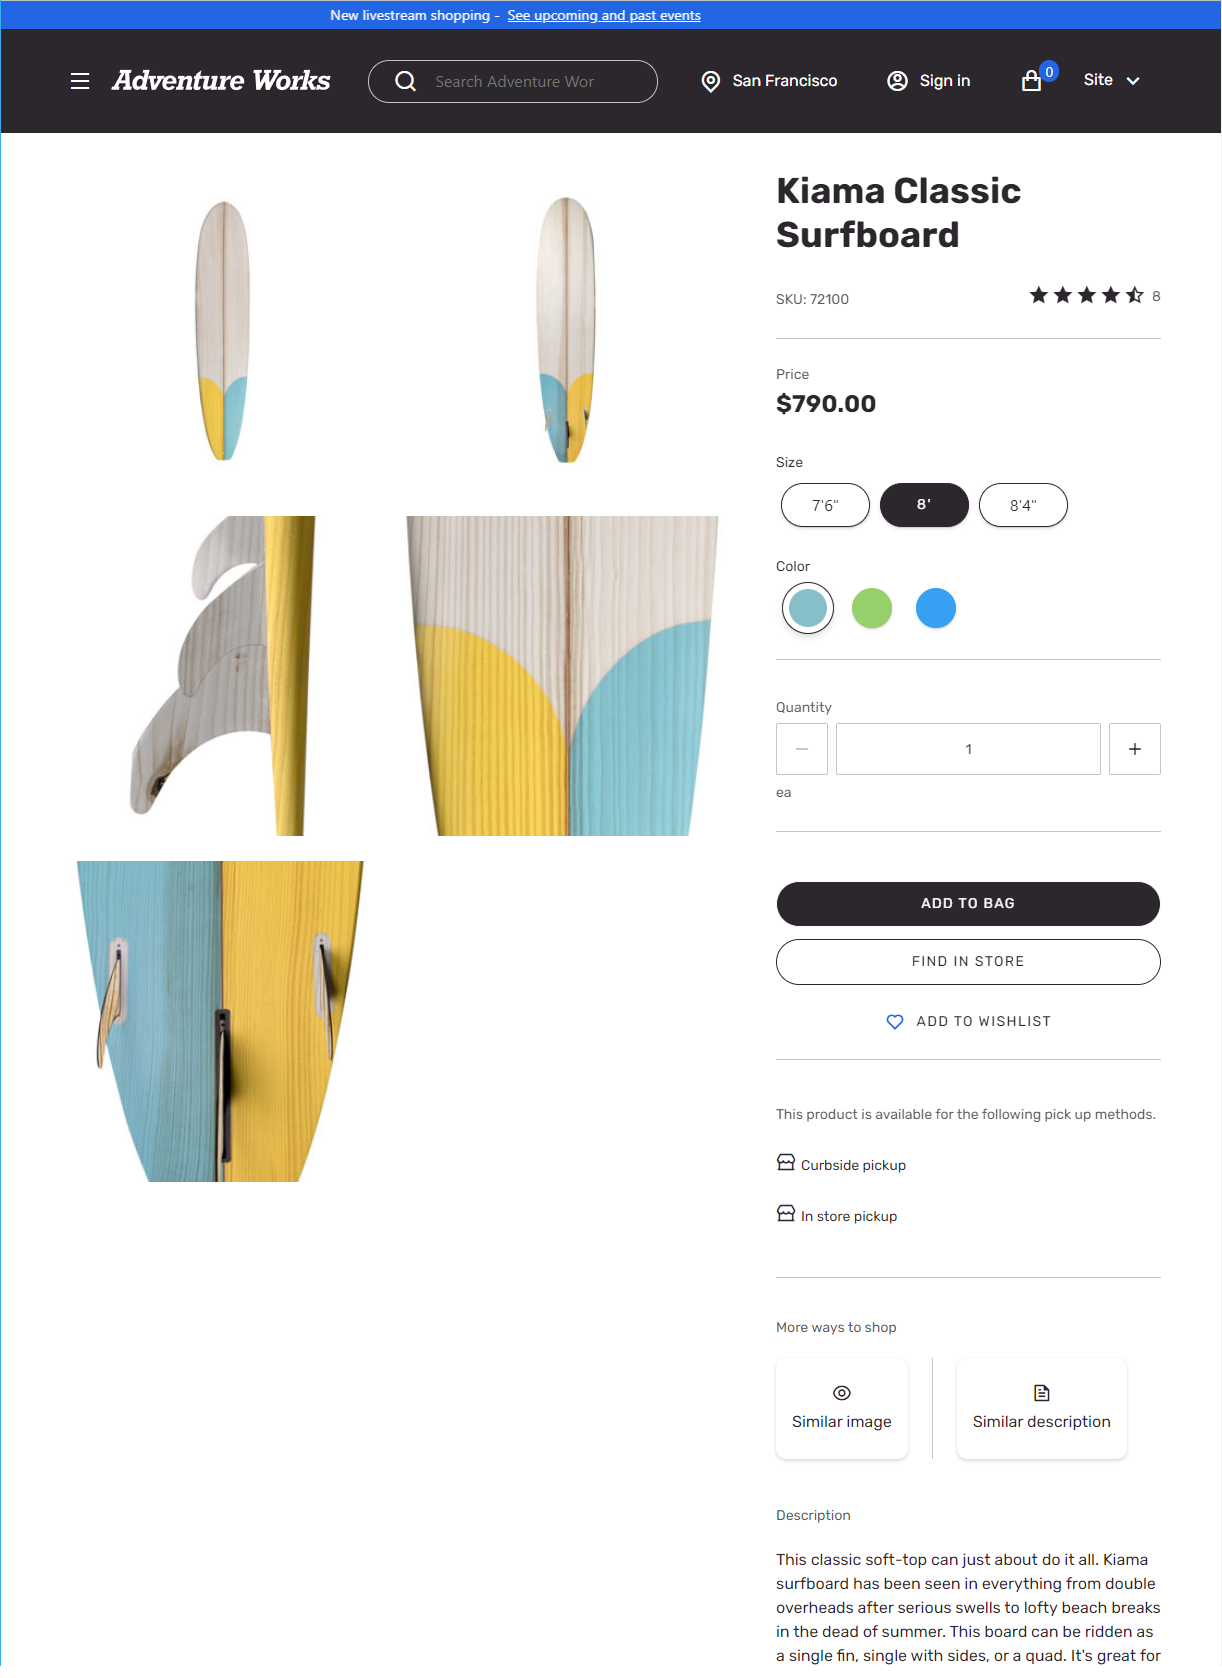 New livestream shopping - See upcoming and past events
Adventure Works
Search Adventure Wor
San Francisco
Sign in
0
Site
Kiama Classic
Surfboard
SKU: 72100
8
Price
$790.00
Size
7'6"
8'
8'4"
Color
Quantity
1
ea
ADD TO BAG
FIND IN STORE
ADD TO WISHLIST
This product is available for the following pick up methods.
Curbside pickup
In store pickup
More ways to shop
Similar image
Similar description
Description
This classic soft-top can just about do it all. Kiama
surfboard has been seen in everything from double
overheads after serious swells to lofty beach breaks
in the dead of summer. This board can be ridden as
a single fin, single with sides, or a quad. It's great for